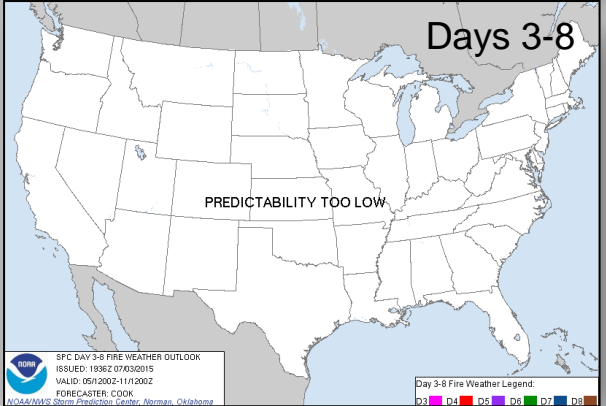 Days 3-8
PREDICTABILITY TOO LOW
NOAA
SPC DAY 3-8 FIRE WEATHER OUTLOOK
ISSUED: 1936Z 07/03/2015
VALID: 05/1200Z-11/1200Z
FORECASTER: COOK
NOAA/NWS Storm Prediction Center, Norman, Oklahoma
Day 3-8 Fire Weather Legend:
D3 D4 D5 D6 D7 D8